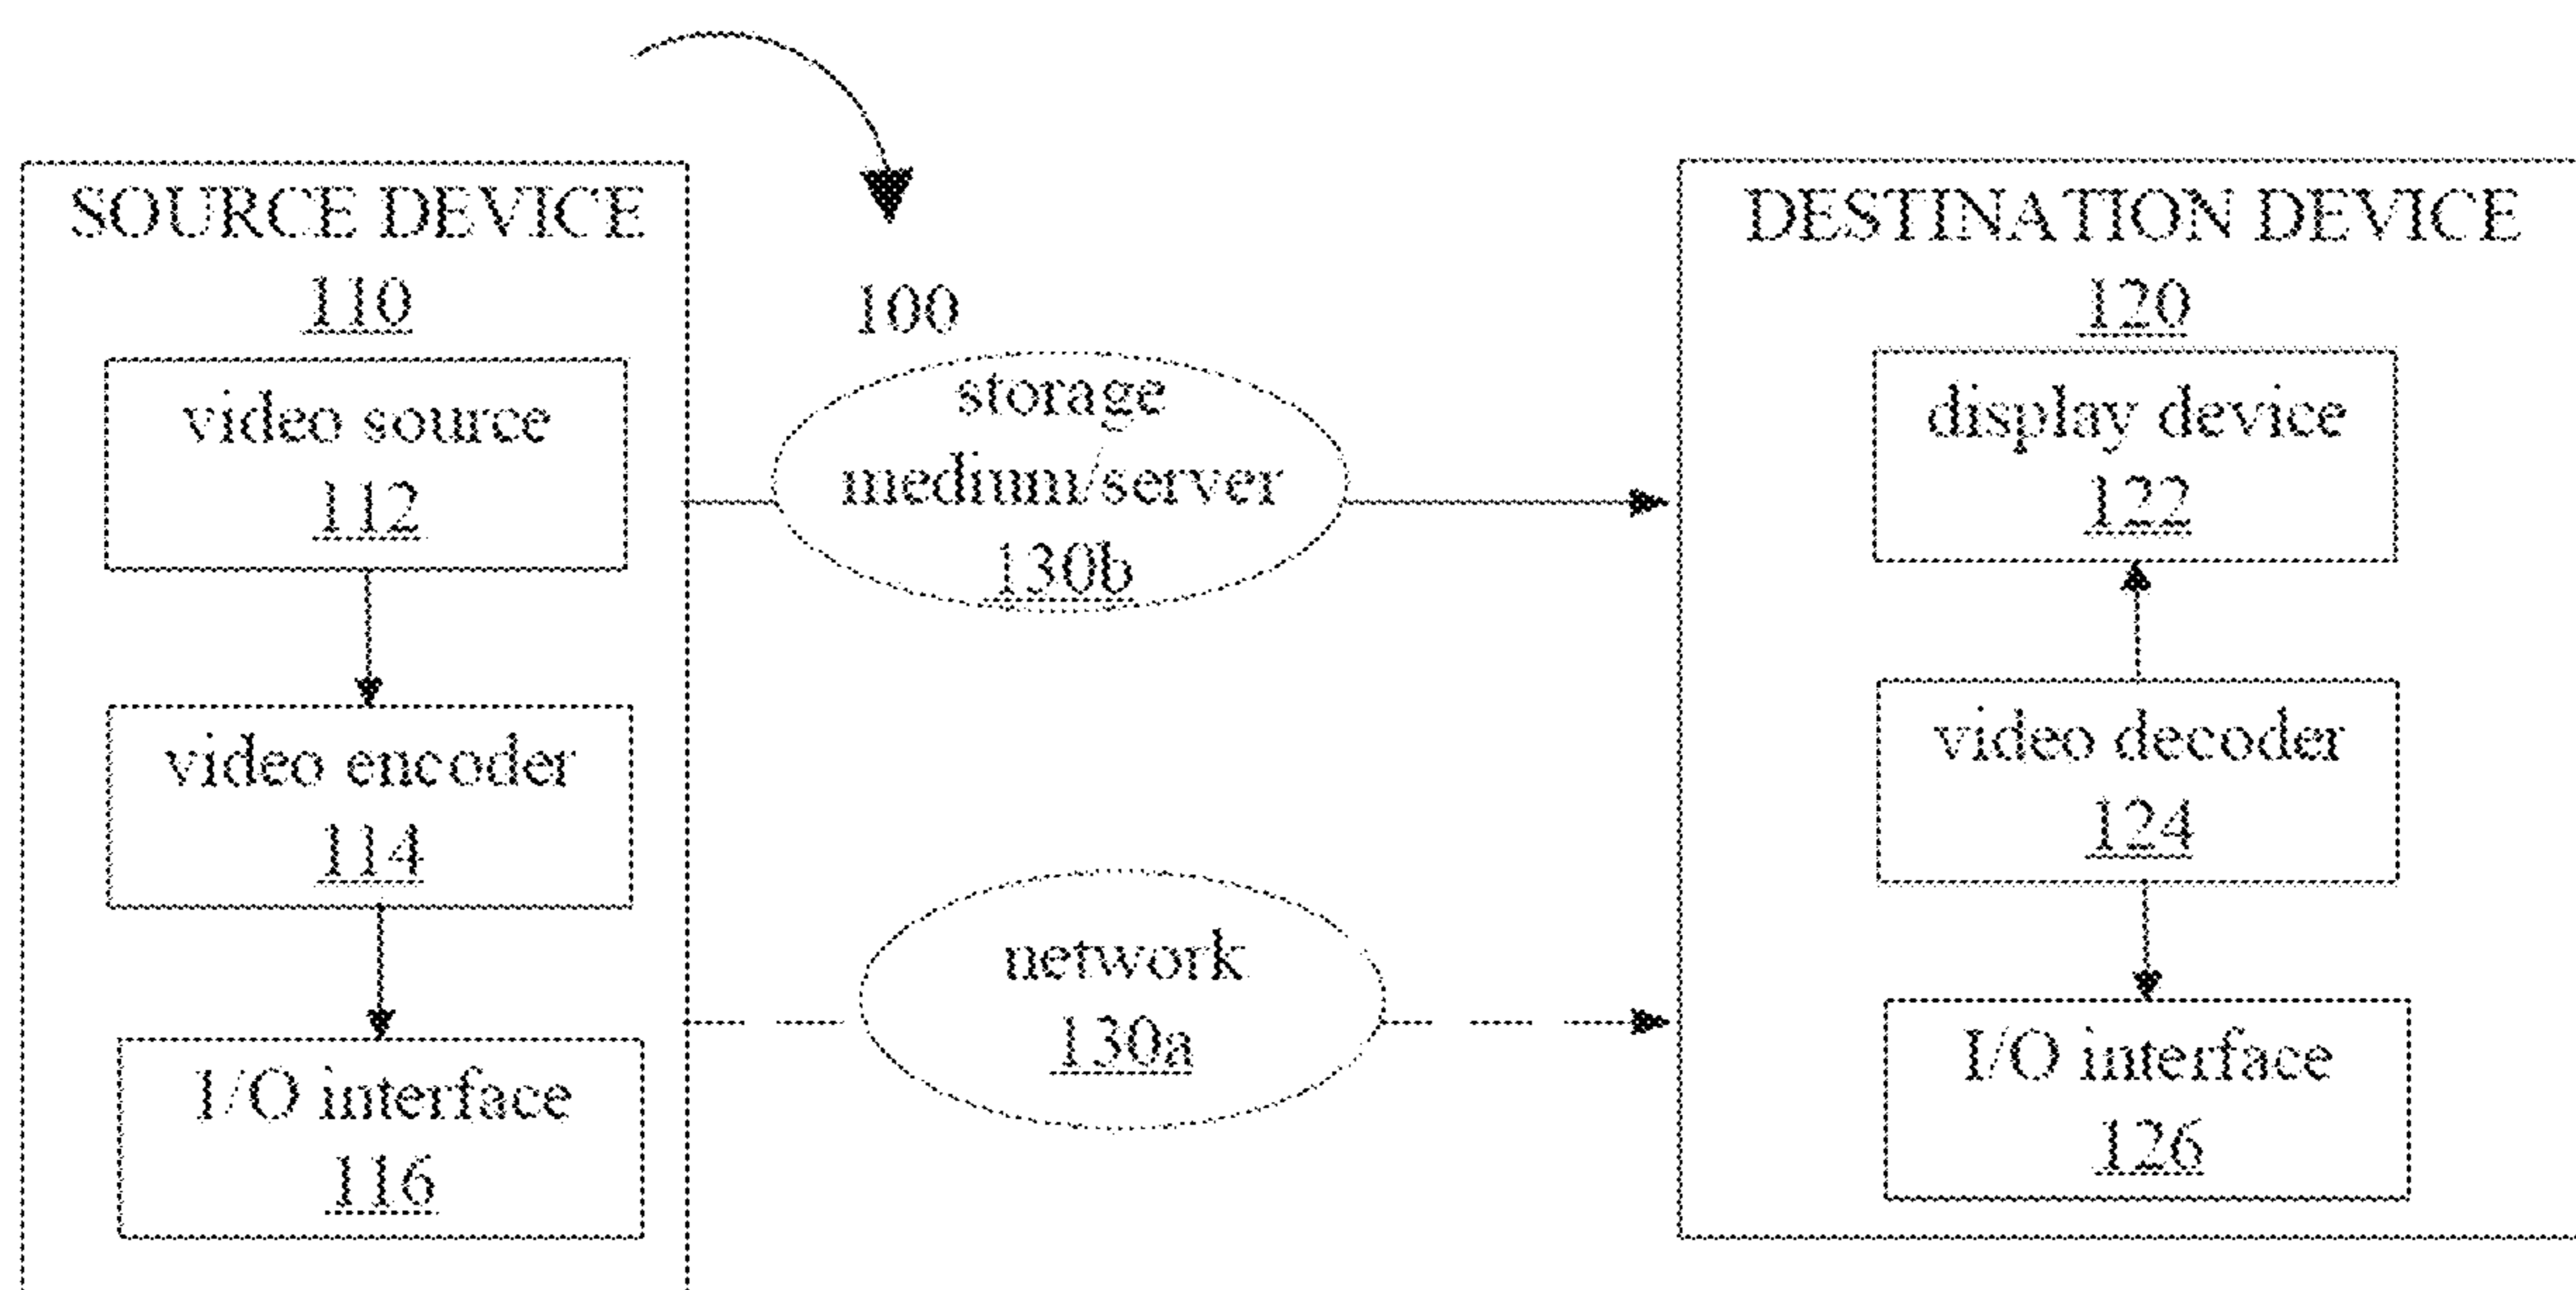 SOURCE DEVICE
110
video source
112
video encoder
114
I/O interface
116
100
storage
medium/server
130b
network
130a
DESTINATION DEVICE
120
display device
122
video decoder
124
I/O interface
126